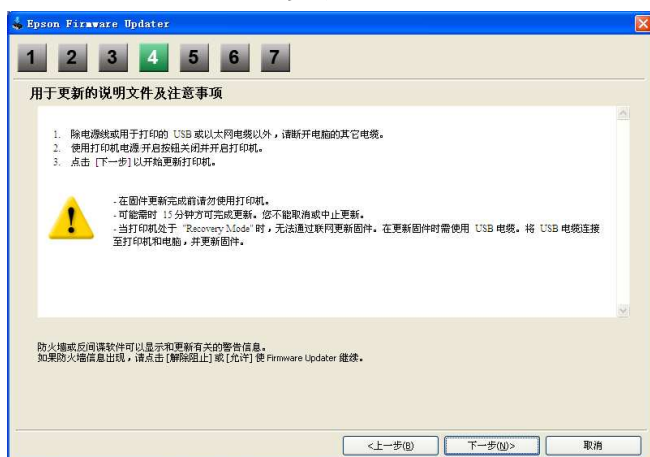 Epson Firmware Updater
1 2 3 4 5 6 7
用于更新的说明文件及注意事项
1. 除电源线或用于打印的 USB 或以太网电缆以外，请断开电脑的其它电缆。
2. 使用打印机电源开启按钮关闭并开启打印机。
3. 点击 [下一步] 以开始更新打印机。
- 在固件更新完成前请勿使用打印机。
- 可能需时 15 分钟方可完成更新。您不能取消或中止更新。
- 当打印机处于 "Recovery Mode" 时，无法通过联网更新固件。在更新固件时需使用 USB 电缆。将 USB 电缆连接
至打印机和电脑，并更新固件。
防火墙或反间谍软件可以显示和更新有关的警告信息。
如果防火墙信息出现，请点击 [解除阻止] 或 [允许] 使 Firmware Updater 继续。
<上一步(B) 下一步(N)> 取消